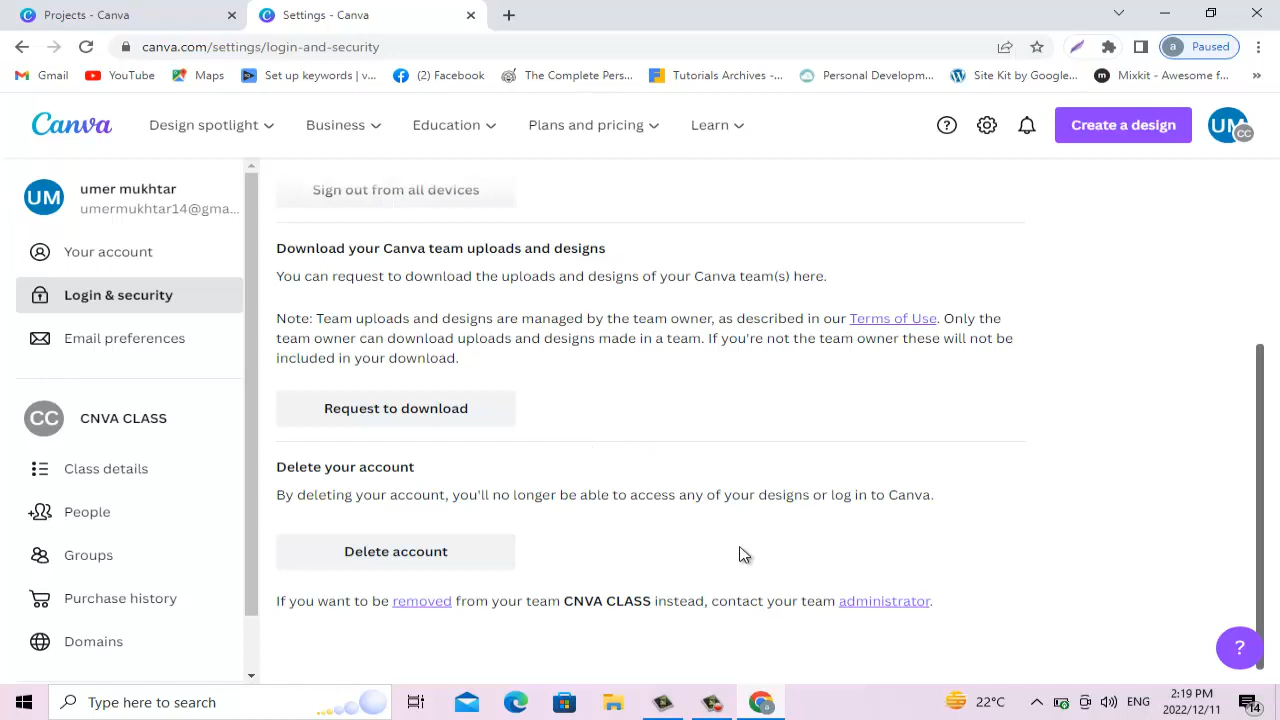 Projects - Canva
Settings - Canva
canva.com/settings/login-and-security
a Paused
Gmail YouTube Maps Set up keywords | v... (2) Facebook The Complete Pers... Tutorials Archives -... Personal Developm... Site Kit by Google... m Mixkit - Awesome f... »
Canva Design spotlight Business Education Plans and pricing Learn ? Create a design UM CC
UM umer mukhtar
umermukhtar14@gma...
Your account
Login & security
Email preferences
CC CNVA CLASS
Class details
People
Groups
Purchase history
Domains
Sign out from all devices
Download your Canva team uploads and designs
You can request to download the uploads and designs of your Canva team(s) here.
Note: Team uploads and designs are managed by the team owner, as described in our Terms of Use. Only the
team owner can download uploads and designs made in a team. If you're not the team owner these will not be
included in your download.
Request to download
Delete your account
By deleting your account, you'll no longer be able to access any of your designs or log in to Canva.
Delete account
If you want to be removed from your team CNVA CLASS instead, contact your team administrator.
?
Type here to search
22°C ENG
2:19 PM
2022/12/11
14